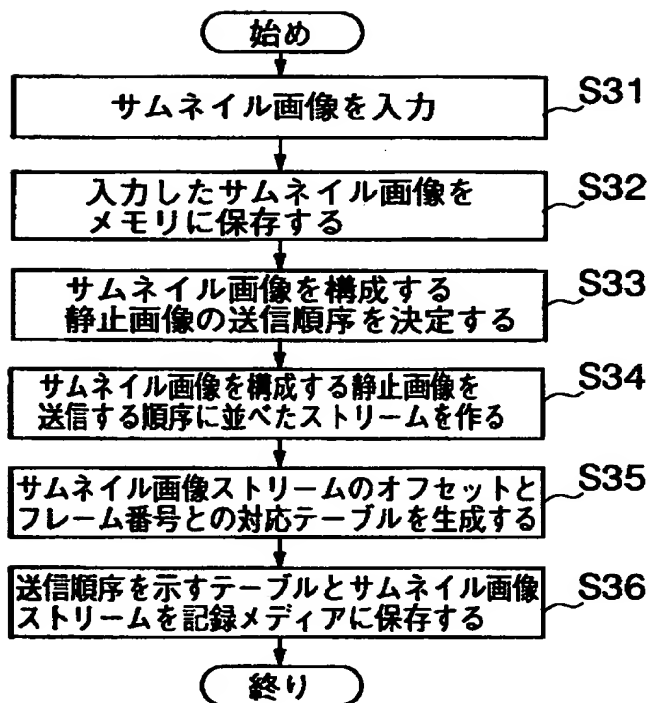 始め
サムネイル画像を入力
S31
入力したサムネイル画像を
メモリに保存する
S32
サムネイル画像を構成する
静止画像の送信順序を決定する
S33
サムネイル画像を構成する静止画像を
送信する順序に並べたストリームを作る
S34
サムネイル画像ストリームのオフセットと
フレーム番号との対応テーブルを生成する
S35
送信順序を示すテーブルとサムネイル画像
ストリームを記録メディアに保存する
S36
終り